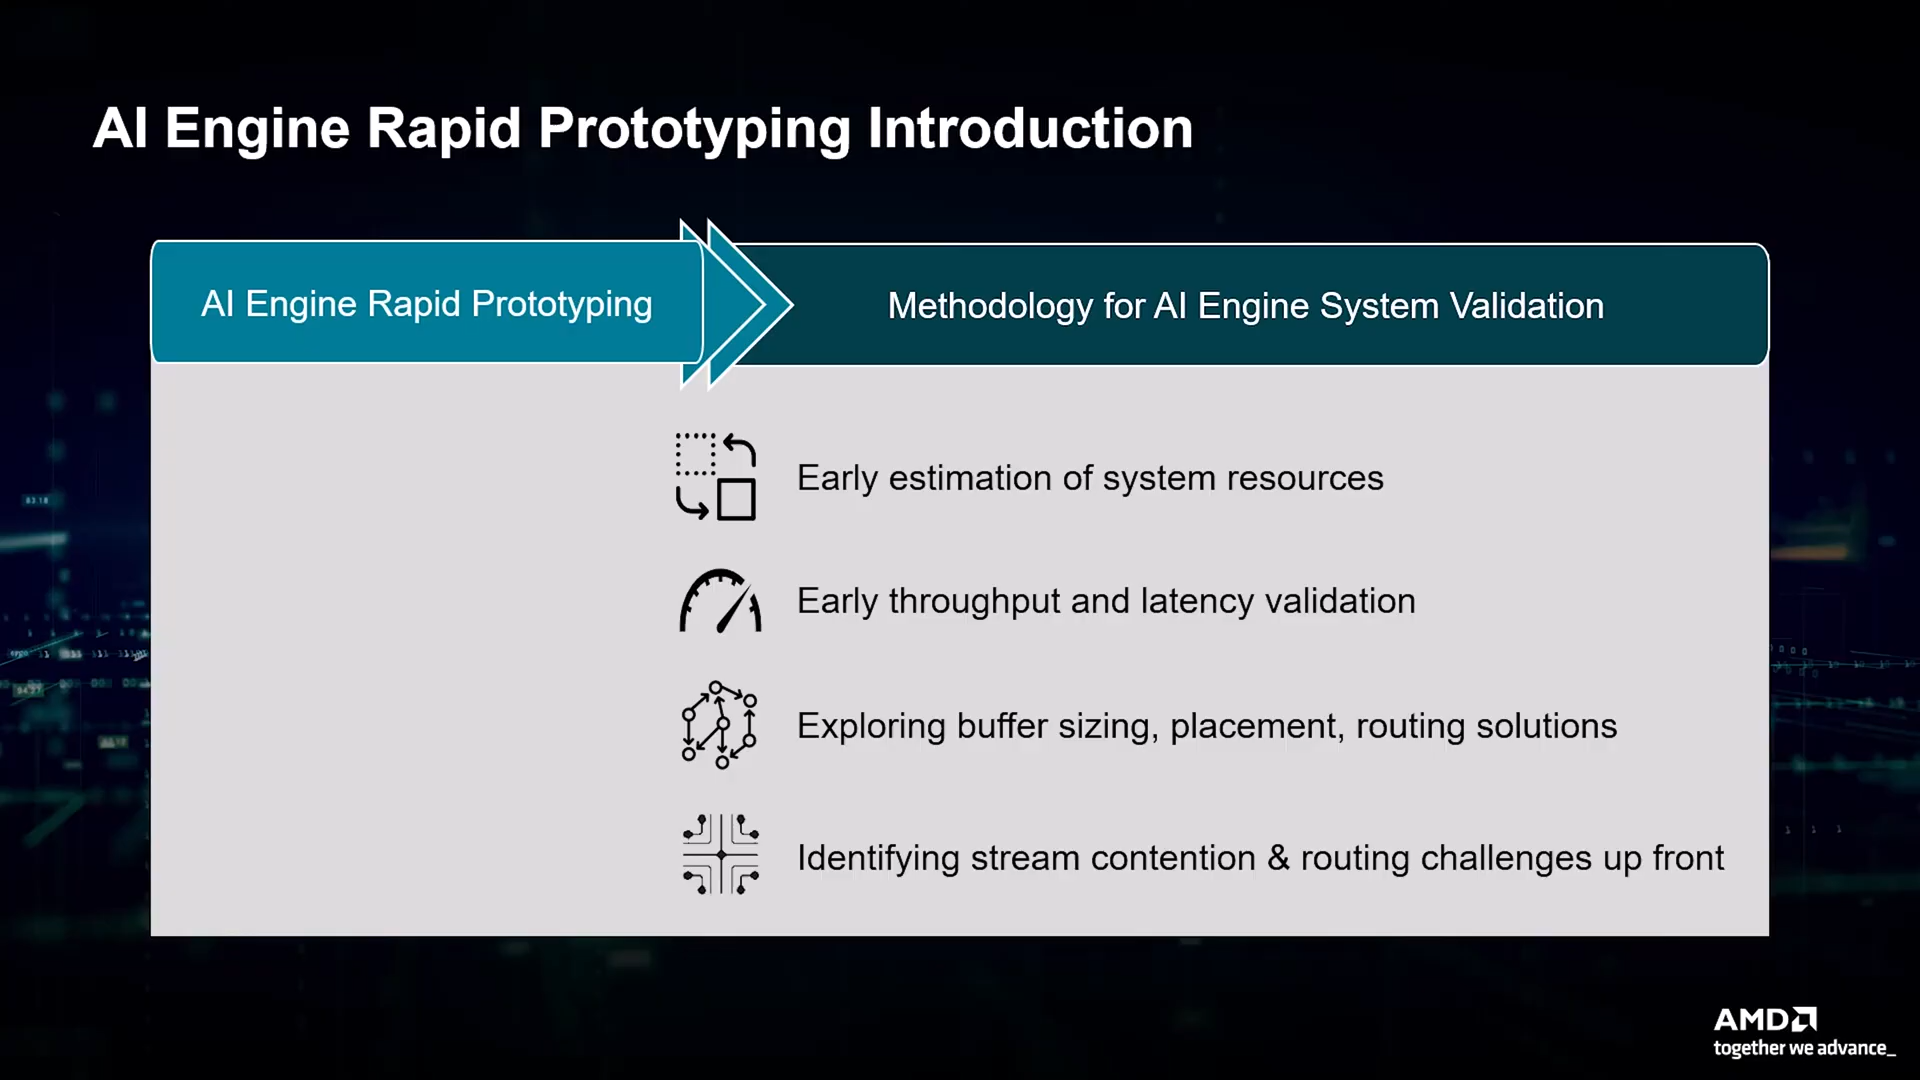 AI Engine Rapid Prototyping Introduction
AI Engine Rapid Prototyping
Methodology for AI Engine System Validation
Early estimation of system resources
Early throughput and latency validation
Exploring buffer sizing, placement, routing solutions
Identifying stream contention & routing challenges up front
AMD
together we advance_